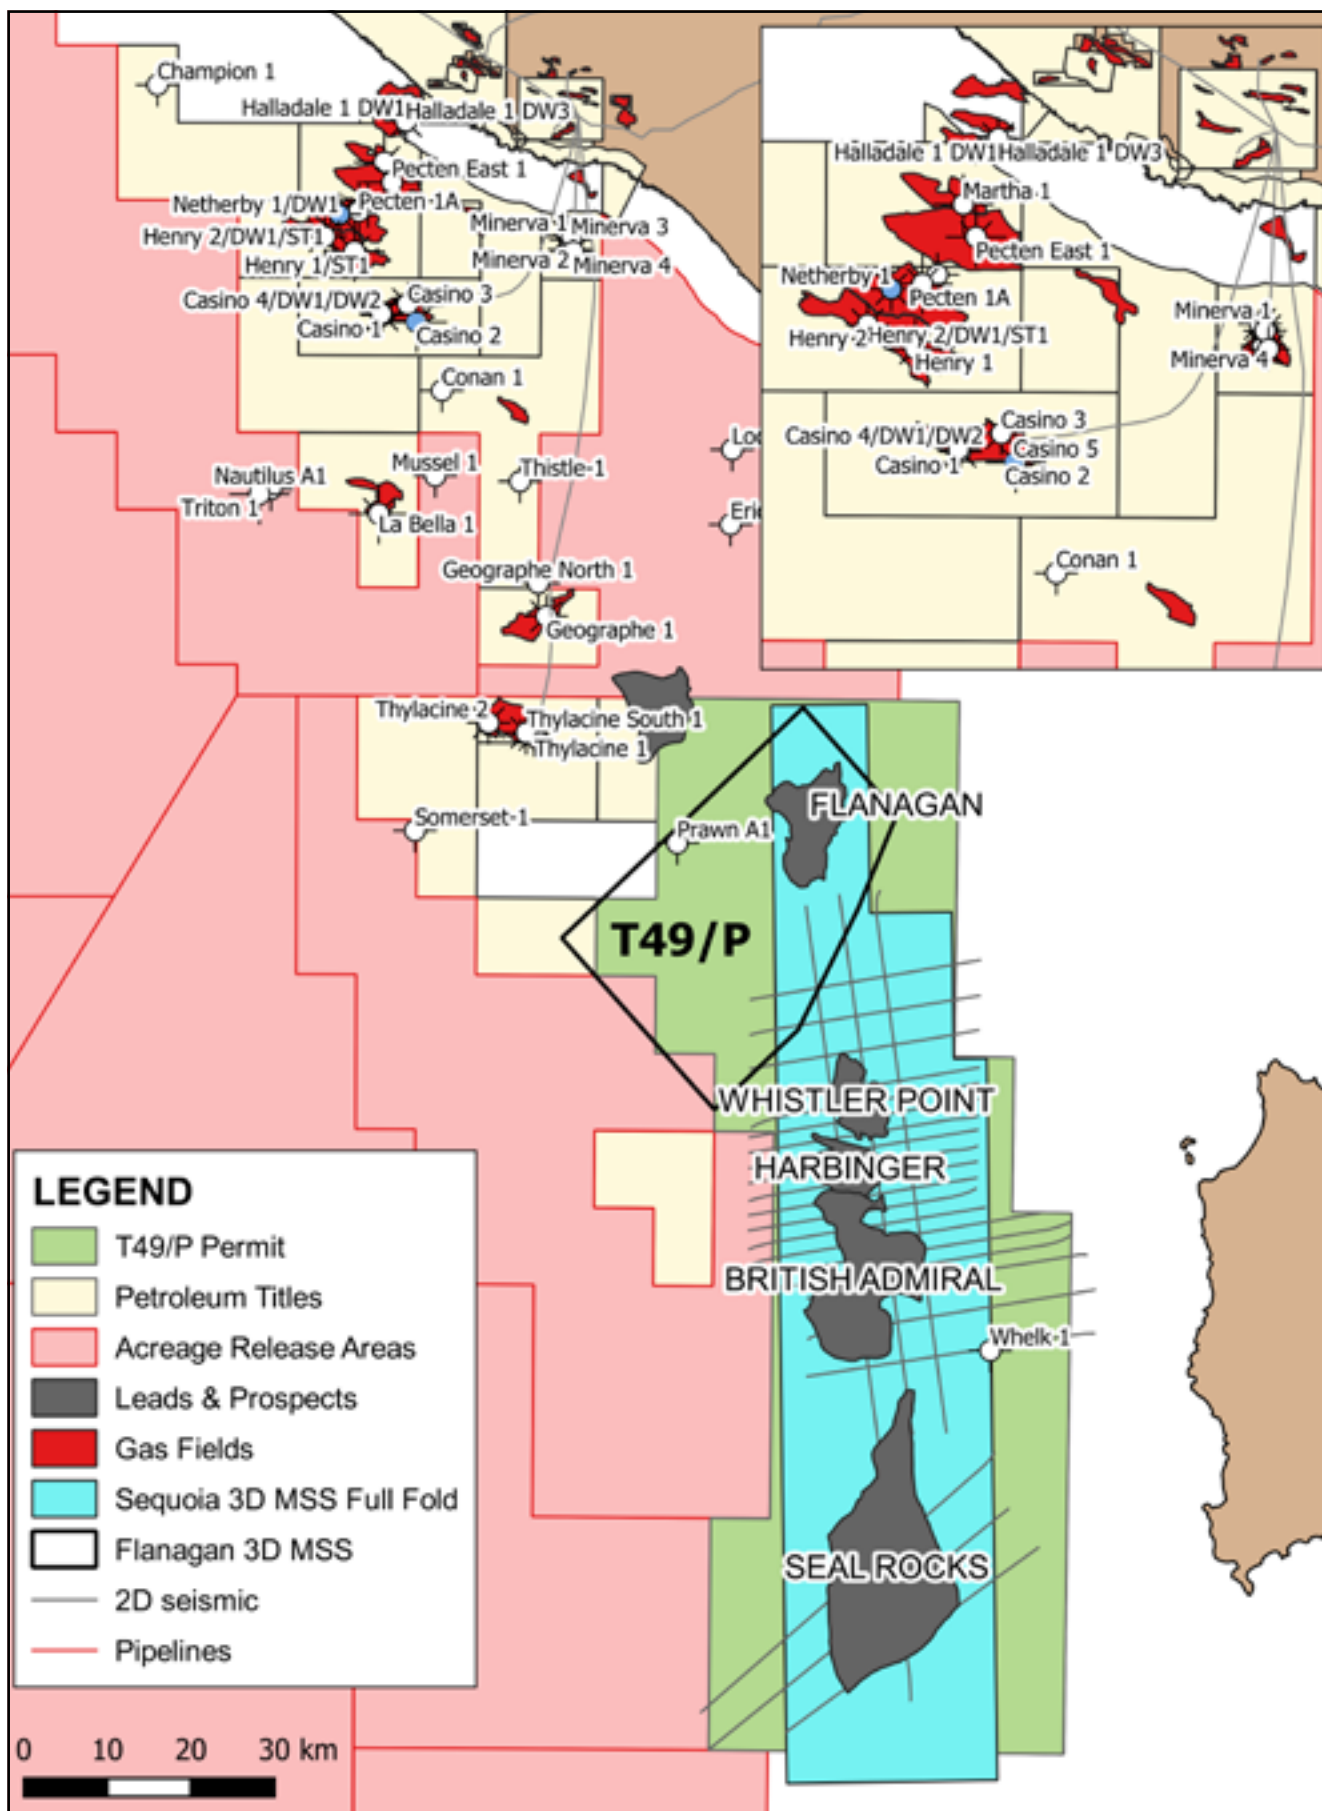 Champion 1
Halladale 1 DW1
Halladale 1 DW3
Pecten East 1
Netherby 1/DW1
Pecten 1A
Henry 2/DW1/ST1
Minerva 1
Minerva 3
Henry 1/ST1
Minerva 2
Minerva 4
Casino 4/DW1/DW2
Casino 3
Casino 1
Casino 2
Conan 1
Nautilus A1
Mussel 1
Thistle-1
Triton 1
La Bella 1
Geographe North 1
Geographe 1
Halladale 1 DW1
Halladale 1 DW3
Martha 1
Pecten East 1
Netherby 1
Pecten 1A
Minerva 1
Henry 2
Henry 2/DW1/ST1
Henry 1
Minerva 4
Casino 3
Casino 4/DW1/DW2
Casino 5
Casino 1
Casino 2
Conan 1
Thylacine 2
Thylacine South 1
Thylacine 1
Somerset-1
Prawn A1
FLANAGAN
T49/P
WHISTLER POINT
HARBINGER
BRITISH ADMIRAL
Whelk-1
SEAL ROCKS
LEGEND
T49/P Permit
Petroleum Titles
Acreage Release Areas
Leads & Prospects
Gas Fields
Sequoia 3D MSS Full Fold
Flanagan 3D MSS
2D seismic
Pipelines
0 10 20 30 km